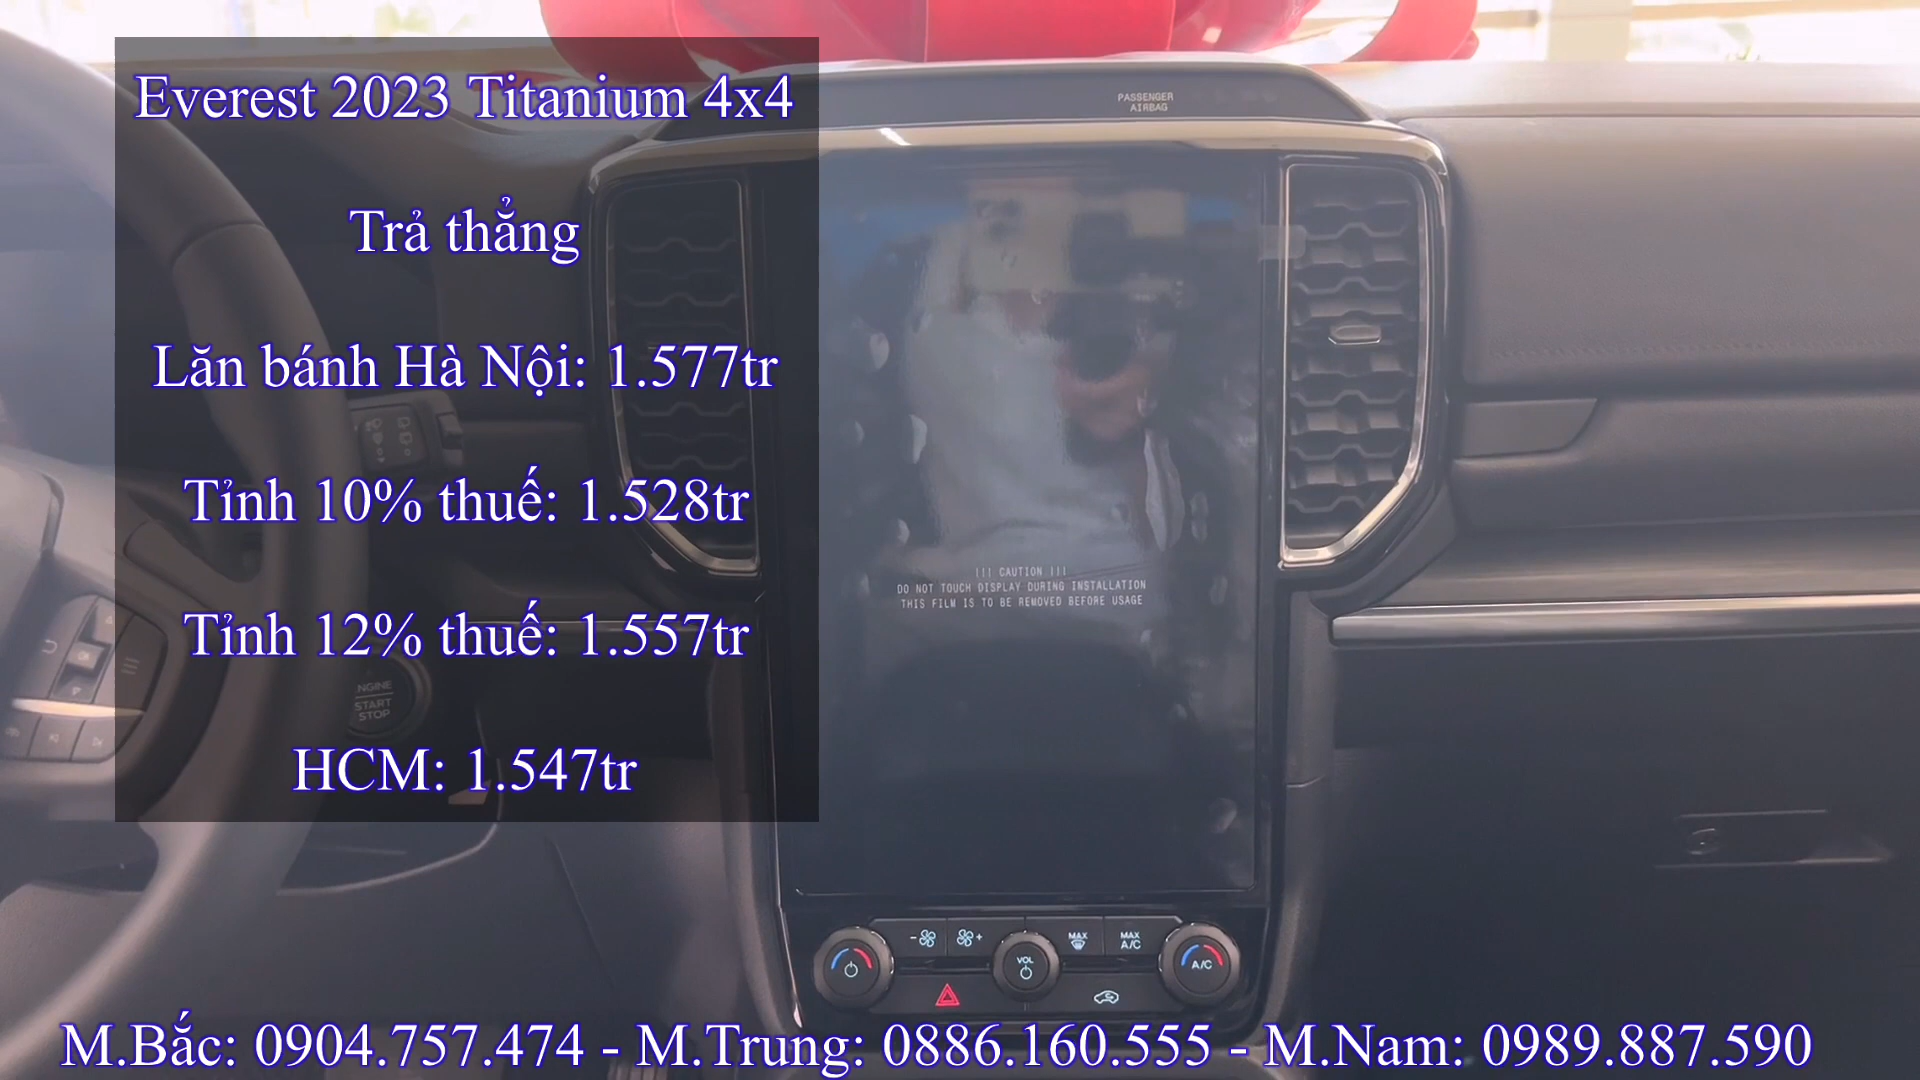 Everest 2023 Titanium 4x4
Trả thẳng
Lăn bánh Hà Nội: 1.577tr
Tỉnh 10% thuế: 1.528tr
Tỉnh 12% thuế: 1.557tr
HCM: 1.547tr
PASSENGER
AIRBAG
!!! CAUTION !!!
DO NOT TOUCH DISPLAY DURING INSTALLATION
THIS FILM IS TO BE REMOVED BEFORE USAGE
ENGINE
START
STOP
MAX
MAX
A/C
VOL
A/C
M.Bắc: 0904.757.474 - M.Trung: 0886.160.555 - M.Nam: 0989.887.590